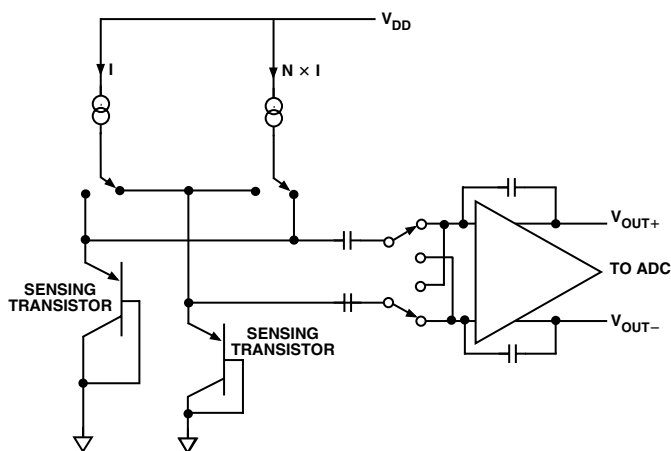 V_DD
I
N × I
V_OUT+
TO ADC
V_OUT−
SENSING
TRANSISTOR
SENSING
TRANSISTOR